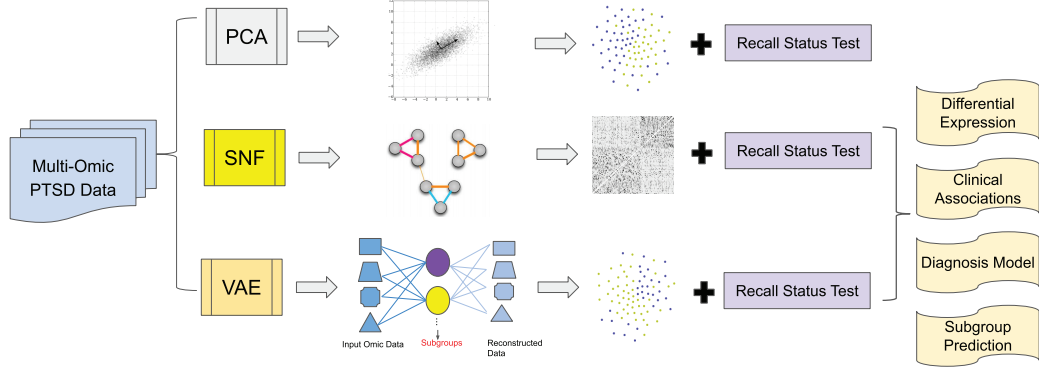 Multi-Omic
PTSD Data
PCA
Recall Status Test
SNF
Recall Status Test
VAE
Input Omic Data
Subgroups
Reconstructed
Data
Recall Status Test
Differential
Expression
Clinical
Associations
Diagnosis Model
Subgroup
Prediction